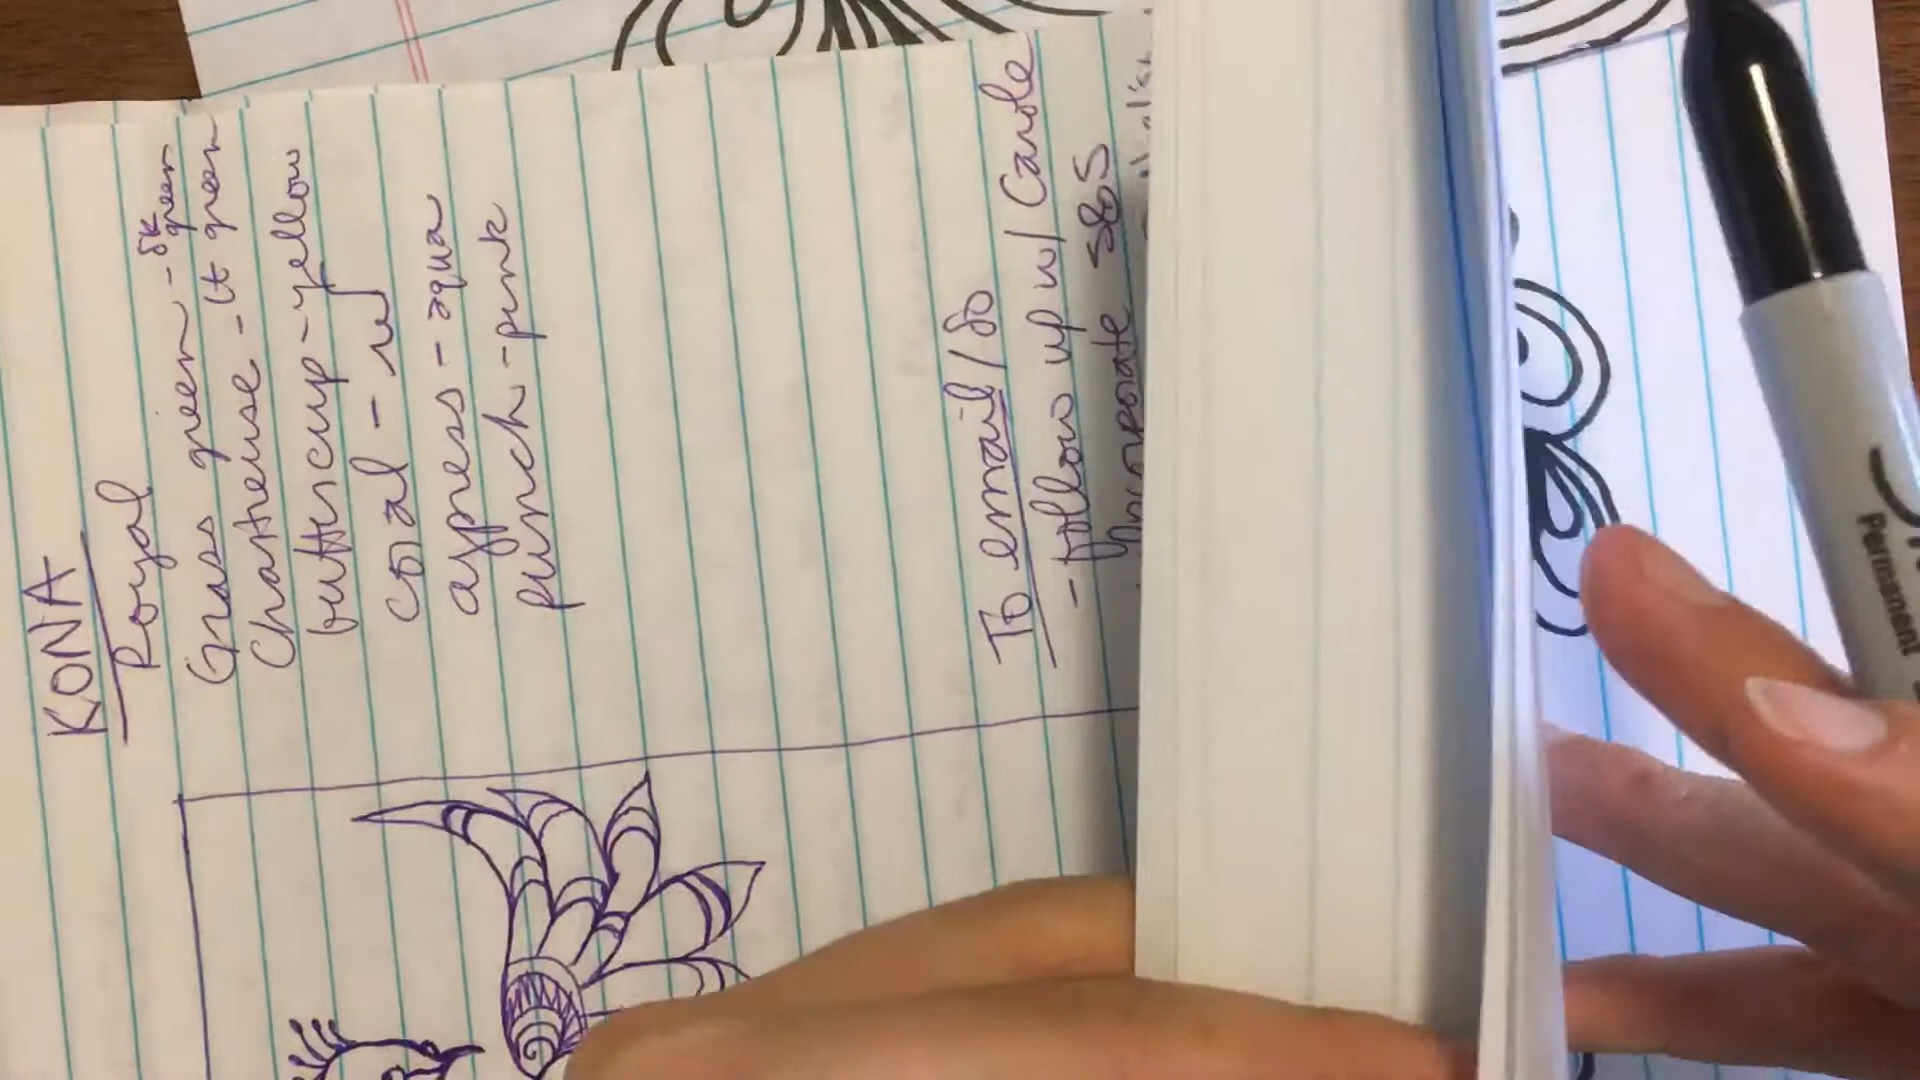 KONA
Royal
Grass green - dk green
Chartreuse - lt green
buttercup - yellow
coral - red
cypress - aqua
punch - pink
To email / do
- follow up w/ Carole
Incorporate
Permanent